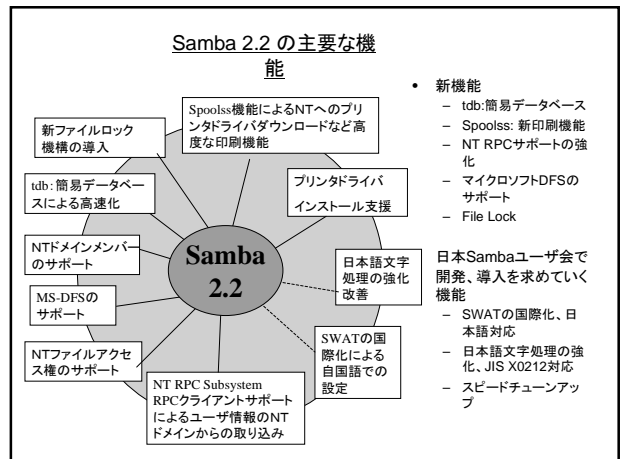 Samba 2.2 の主要な機
能
Spoolss機能によるNTへのプリ
ンタドライバダウンロードなど高
度な印刷機能
新ファイルロック
機構の導入
tdb：簡易データベー
スによる高速化
プリンタドライバ
インストール支援
NTドメインメンバー
のサポート
Samba
2.2
日本語文字
処理の強化
改善
MS-DFSの
サポート
NTファイルアクセ
ス権のサポート
SWATの国
際化による
自国語での
設定
NT RPC Subsystem
RPCクライアントサポート
によるユーザ情報のNT
ドメインからの取り込み
• 新機能
– tdb:簡易データベース
– Spoolss: 新印刷機能
– NT RPCサポートの強
化
– マイクロソフトDFSの
サポート
– File Lock
日本Sambaユーザ会で
開発、導入を求めていく
機能
– SWATの国際化、日
本語対応
– 日本語文字処理の強
化、JIS X0212対応
– スピードチューンアッ
プ